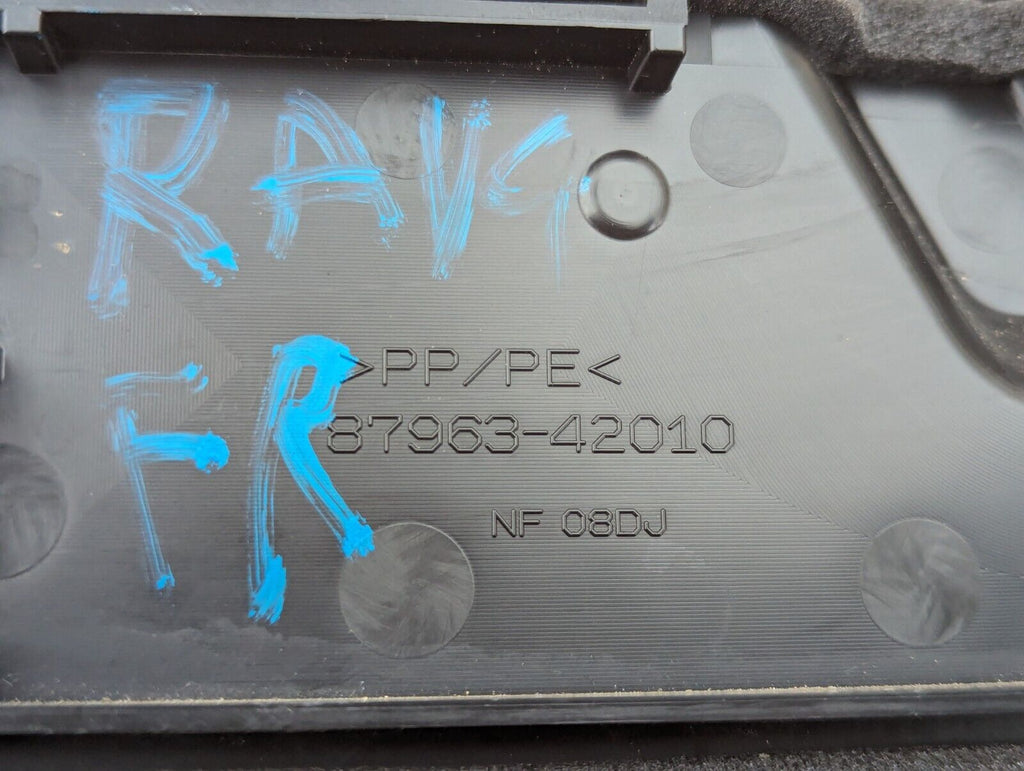 RAV4
FR
>PP/PE<
87963-42010
NF 08DJ